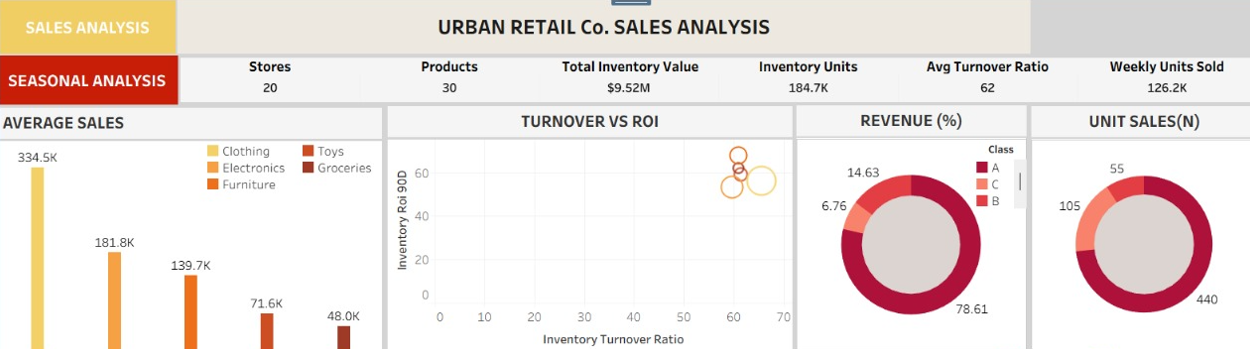 SALES ANALYSIS
URBAN RETAIL Co. SALES ANALYSIS
SEASONAL ANALYSIS
Stores
20
Products
30
Total Inventory Value
$9.52M
Inventory Units
184.7K
Avg Turnover Ratio
62
Weekly Units Sold
126.2K
AVERAGE SALES
Clothing
Electronics
Furniture
Toys
Groceries
334.5K
181.8K
139.7K
71.6K
48.0K
TURNOVER VS ROI
Inventory Roi 90D
60
40
20
0
0 10 20 30 40 50 60 70
Inventory Turnover Ratio
REVENUE (%)
Class
A
C
B
14.63
6.76
78.61
UNIT SALES(N)
55
105
440